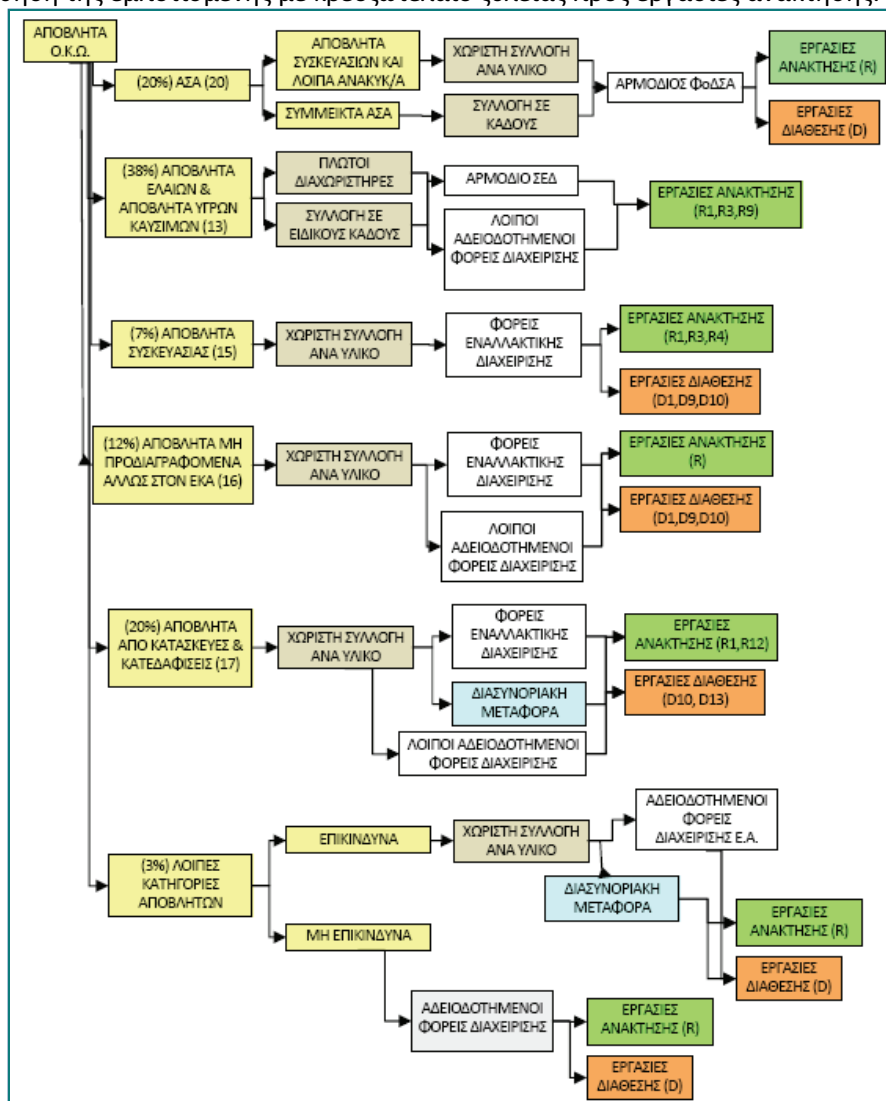 ΑΠΟΒΛΗΤΑ
Ο.Κ.Ω.
(20%) ΑΣΑ (20)
ΑΠΟΒΛΗΤΑ
ΣΥΣΚΕΥΑΣΙΩΝ ΚΑΙ
ΛΟΙΠΑ ΑΝΑΚΥΚ/Α
ΧΩΡΙΣΤΗ ΣΥΛΛΟΓΗ
ΑΝΑ ΥΛΙΚΟ
ΣΥΜΜΕΙΚΤΑ ΑΣΑ
ΣΥΛΛΟΓΗ ΣΕ
ΚΑΔΟΥΣ
ΑΡΜΟΔΙΟΣ ΦοΔΣΑ
ΕΡΓΑΣΙΕΣ
ΑΝΑΚΤΗΣΗΣ (R)
ΕΡΓΑΣΙΕΣ
ΔΙΑΘΕΣΗΣ (D)
(38%) ΑΠΟΒΛΗΤΑ
ΕΛΑΙΩΝ &
ΑΠΟΒΛΗΤΑ ΥΓΡΩΝ
ΚΑΥΣΙΜΩΝ (13)
ΠΛΩΤΟΙ
ΔΙΑΧΩΡΙΣΤΗΡΕΣ
ΣΥΛΛΟΓΗ ΣΕ
ΕΙΔΙΚΟΥΣ ΚΑΔΟΥΣ
ΑΡΜΟΔΙΟ ΣΕΔ
ΛΟΙΠΟΙ
ΑΔΕΙΟΔΟΤΗΜΕΝΟΙ
ΦΟΡΕΙΣ ΔΙΑΧΕΙΡΙΣΗΣ
ΕΡΓΑΣΙΕΣ ΑΝΑΚΤΗΣΗΣ
(R1,R3,R9)
(7%) ΑΠΟΒΛΗΤΑ
ΣΥΣΚΕΥΑΣΙΑΣ (15)
ΧΩΡΙΣΤΗ ΣΥΛΛΟΓΗ
ΑΝΑ ΥΛΙΚΟ
ΦΟΡΕΙΣ
ΕΝΑΛΛΑΚΤΙΚΗΣ
ΔΙΑΧΕΙΡΙΣΗΣ
ΕΡΓΑΣΙΕΣ ΑΝΑΚΤΗΣΗΣ
(R1,R3,R4)
ΕΡΓΑΣΙΕΣ ΔΙΑΘΕΣΗΣ
(D1,D9,D10)
(12%) ΑΠΟΒΛΗΤΑ ΜΗ
ΠΡΟΔΙΑΓΡΑΦΟΜΕΝΑ
ΑΛΛΩΣ ΣΤΟΝ ΕΚΑ (16)
ΧΩΡΙΣΤΗ ΣΥΛΛΟΓΗ
ΑΝΑ ΥΛΙΚΟ
ΦΟΡΕΙΣ
ΕΝΑΛΛΑΚΤΙΚΗΣ
ΔΙΑΧΕΙΡΙΣΗΣ
ΛΟΙΠΟΙ
ΑΔΕΙΟΔΟΤΗΜΕΝΟΙ
ΦΟΡΕΙΣ ΔΙΑΧΕΙΡΙΣΗΣ
ΕΡΓΑΣΙΕΣ ΑΝΑΚΤΗΣΗΣ
(R)
ΕΡΓΑΣΙΕΣ ΔΙΑΘΕΣΗΣ
(D1,D9,D10)
(20%) ΑΠΟΒΛΗΤΑ
ΑΠΟ ΚΑΤΑΣΚΕΥΕΣ &
ΚΑΤΕΔΑΦΙΣΕΙΣ (17)
ΧΩΡΙΣΤΗ ΣΥΛΛΟΓΗ
ΑΝΑ ΥΛΙΚΟ
ΦΟΡΕΙΣ
ΕΝΑΛΛΑΚΤΙΚΗΣ
ΔΙΑΧΕΙΡΙΣΗΣ
ΔΙΑΣΥΝΟΡΙΑΚΗ
ΜΕΤΑΦΟΡΑ
ΛΟΙΠΟΙ ΑΔΕΙΟΔΟΤΗΜΕΝΟΙ
ΦΟΡΕΙΣ ΔΙΑΧΕΙΡΙΣΗΣ
ΕΡΓΑΣΙΕΣ
ΑΝΑΚΤΗΣΗΣ (R1,R12)
ΕΡΓΑΣΙΕΣ ΔΙΑΘΕΣΗΣ
(D10, D13)
(3%) ΛΟΙΠΕΣ
ΚΑΤΗΓΟΡΙΕΣ
ΑΠΟΒΛΗΤΩΝ
ΕΠΙΚΙΝΔΥΝΑ
ΧΩΡΙΣΤΗ ΣΥΛΛΟΓΗ
ΑΝΑ ΥΛΙΚΟ
ΑΔΕΙΟΔΟΤΗΜΕΝΟΙ
ΦΟΡΕΙΣ
ΔΙΑΧΕΙΡΙΣΗΣ Ε.Α.
ΔΙΑΣΥΝΟΡΙΑΚΗ
ΜΕΤΑΦΟΡΑ
ΕΡΓΑΣΙΕΣ
ΑΝΑΚΤΗΣΗΣ (R)
ΕΡΓΑΣΙΕΣ
ΔΙΑΘΕΣΗΣ (D)
ΜΗ ΕΠΙΚΙΝΔΥΝΑ
ΑΔΕΙΟΔΟΤΗΜΕΝΟΙ
ΦΟΡΕΙΣ ΔΙΑΧΕΙΡΙΣΗΣ
ΕΡΓΑΣΙΕΣ
ΑΝΑΚΤΗΣΗΣ (R)
ΕΡΓΑΣΙΕΣ
ΔΙΑΘΕΣΗΣ (D)